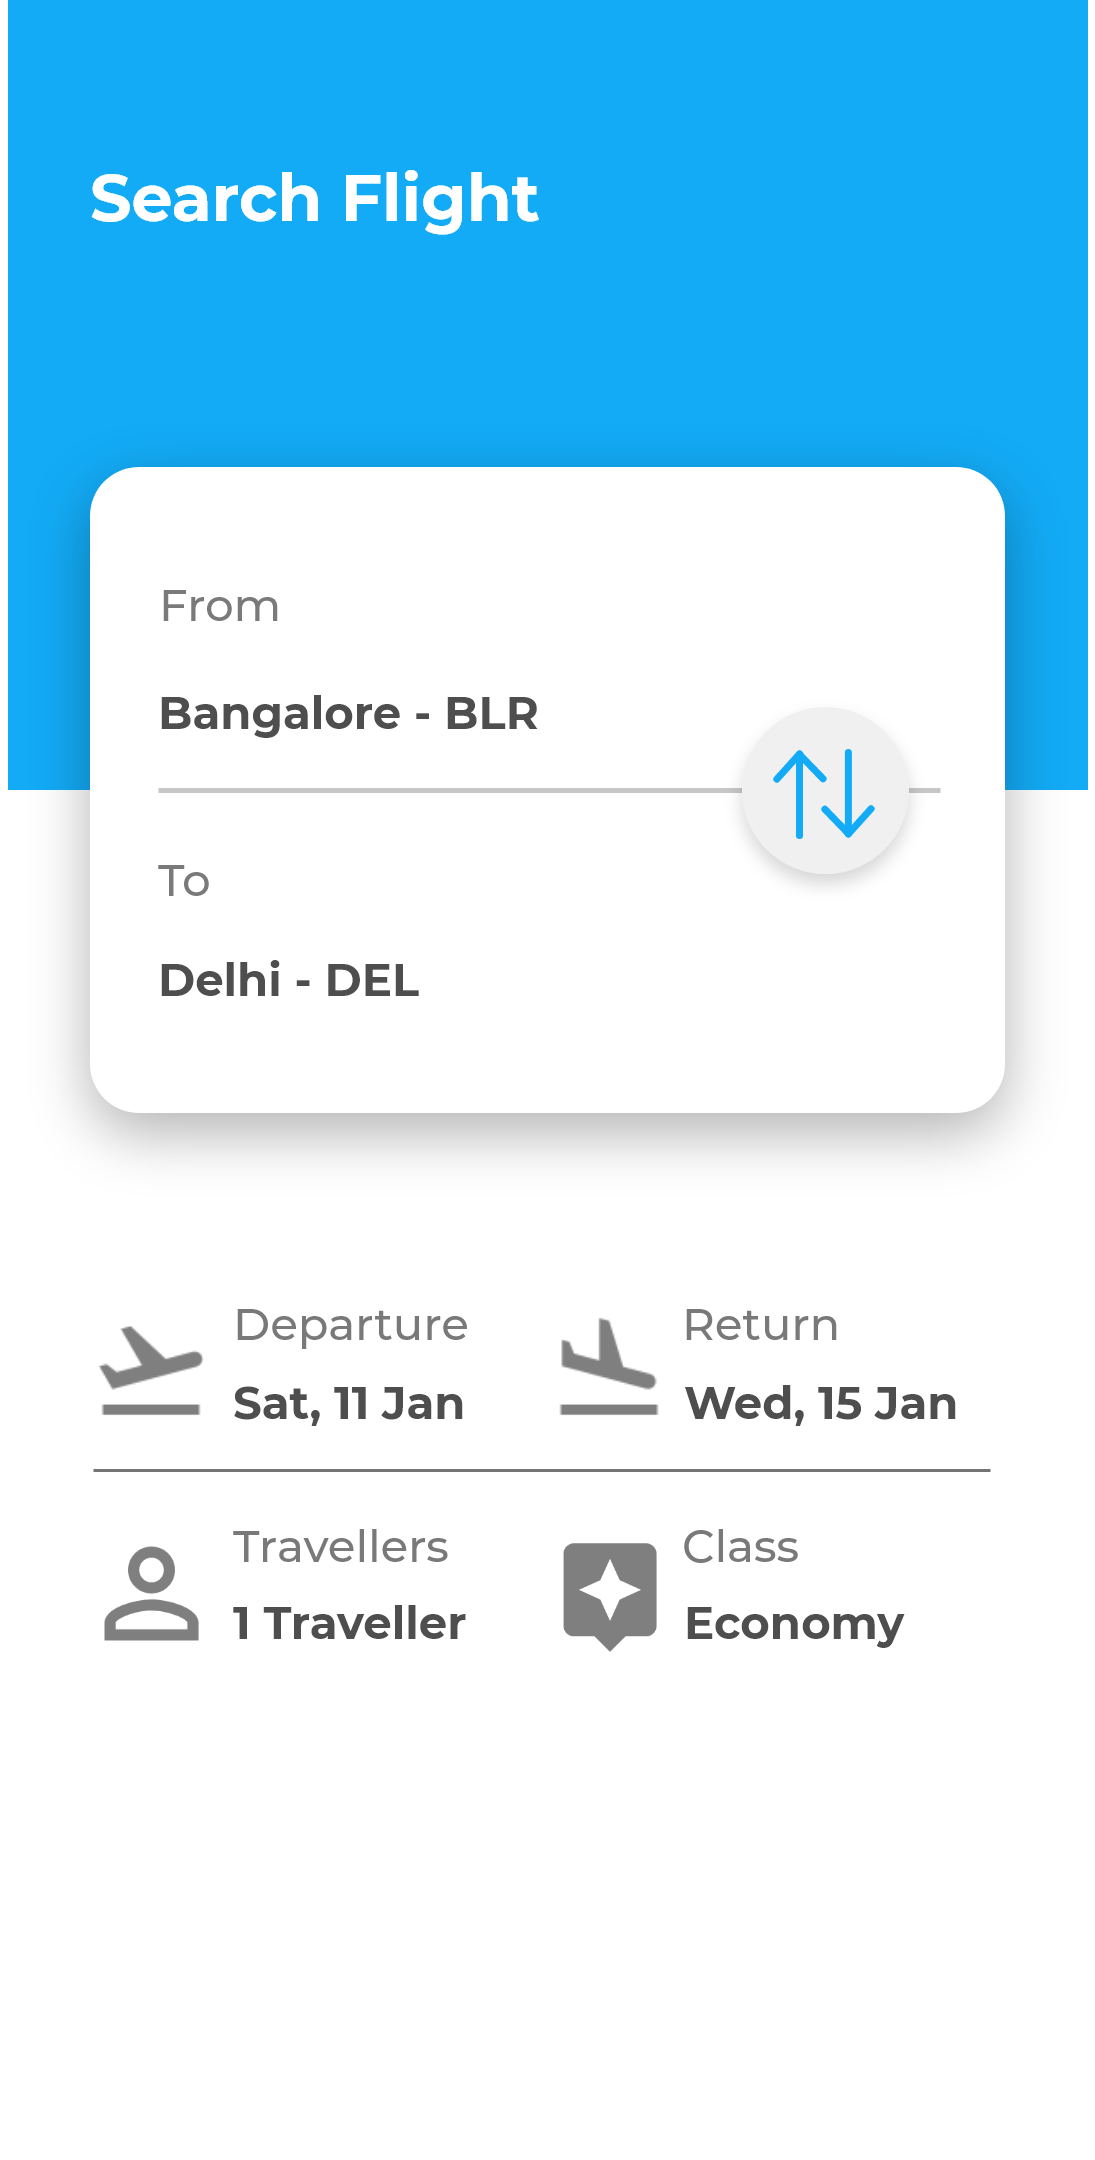 Search Flight
From
Bangalore - BLR
To
Delhi - DEL
Departure
Sat, 11 Jan
Return
Wed, 15 Jan
Travellers
1 Traveller
Class
Economy